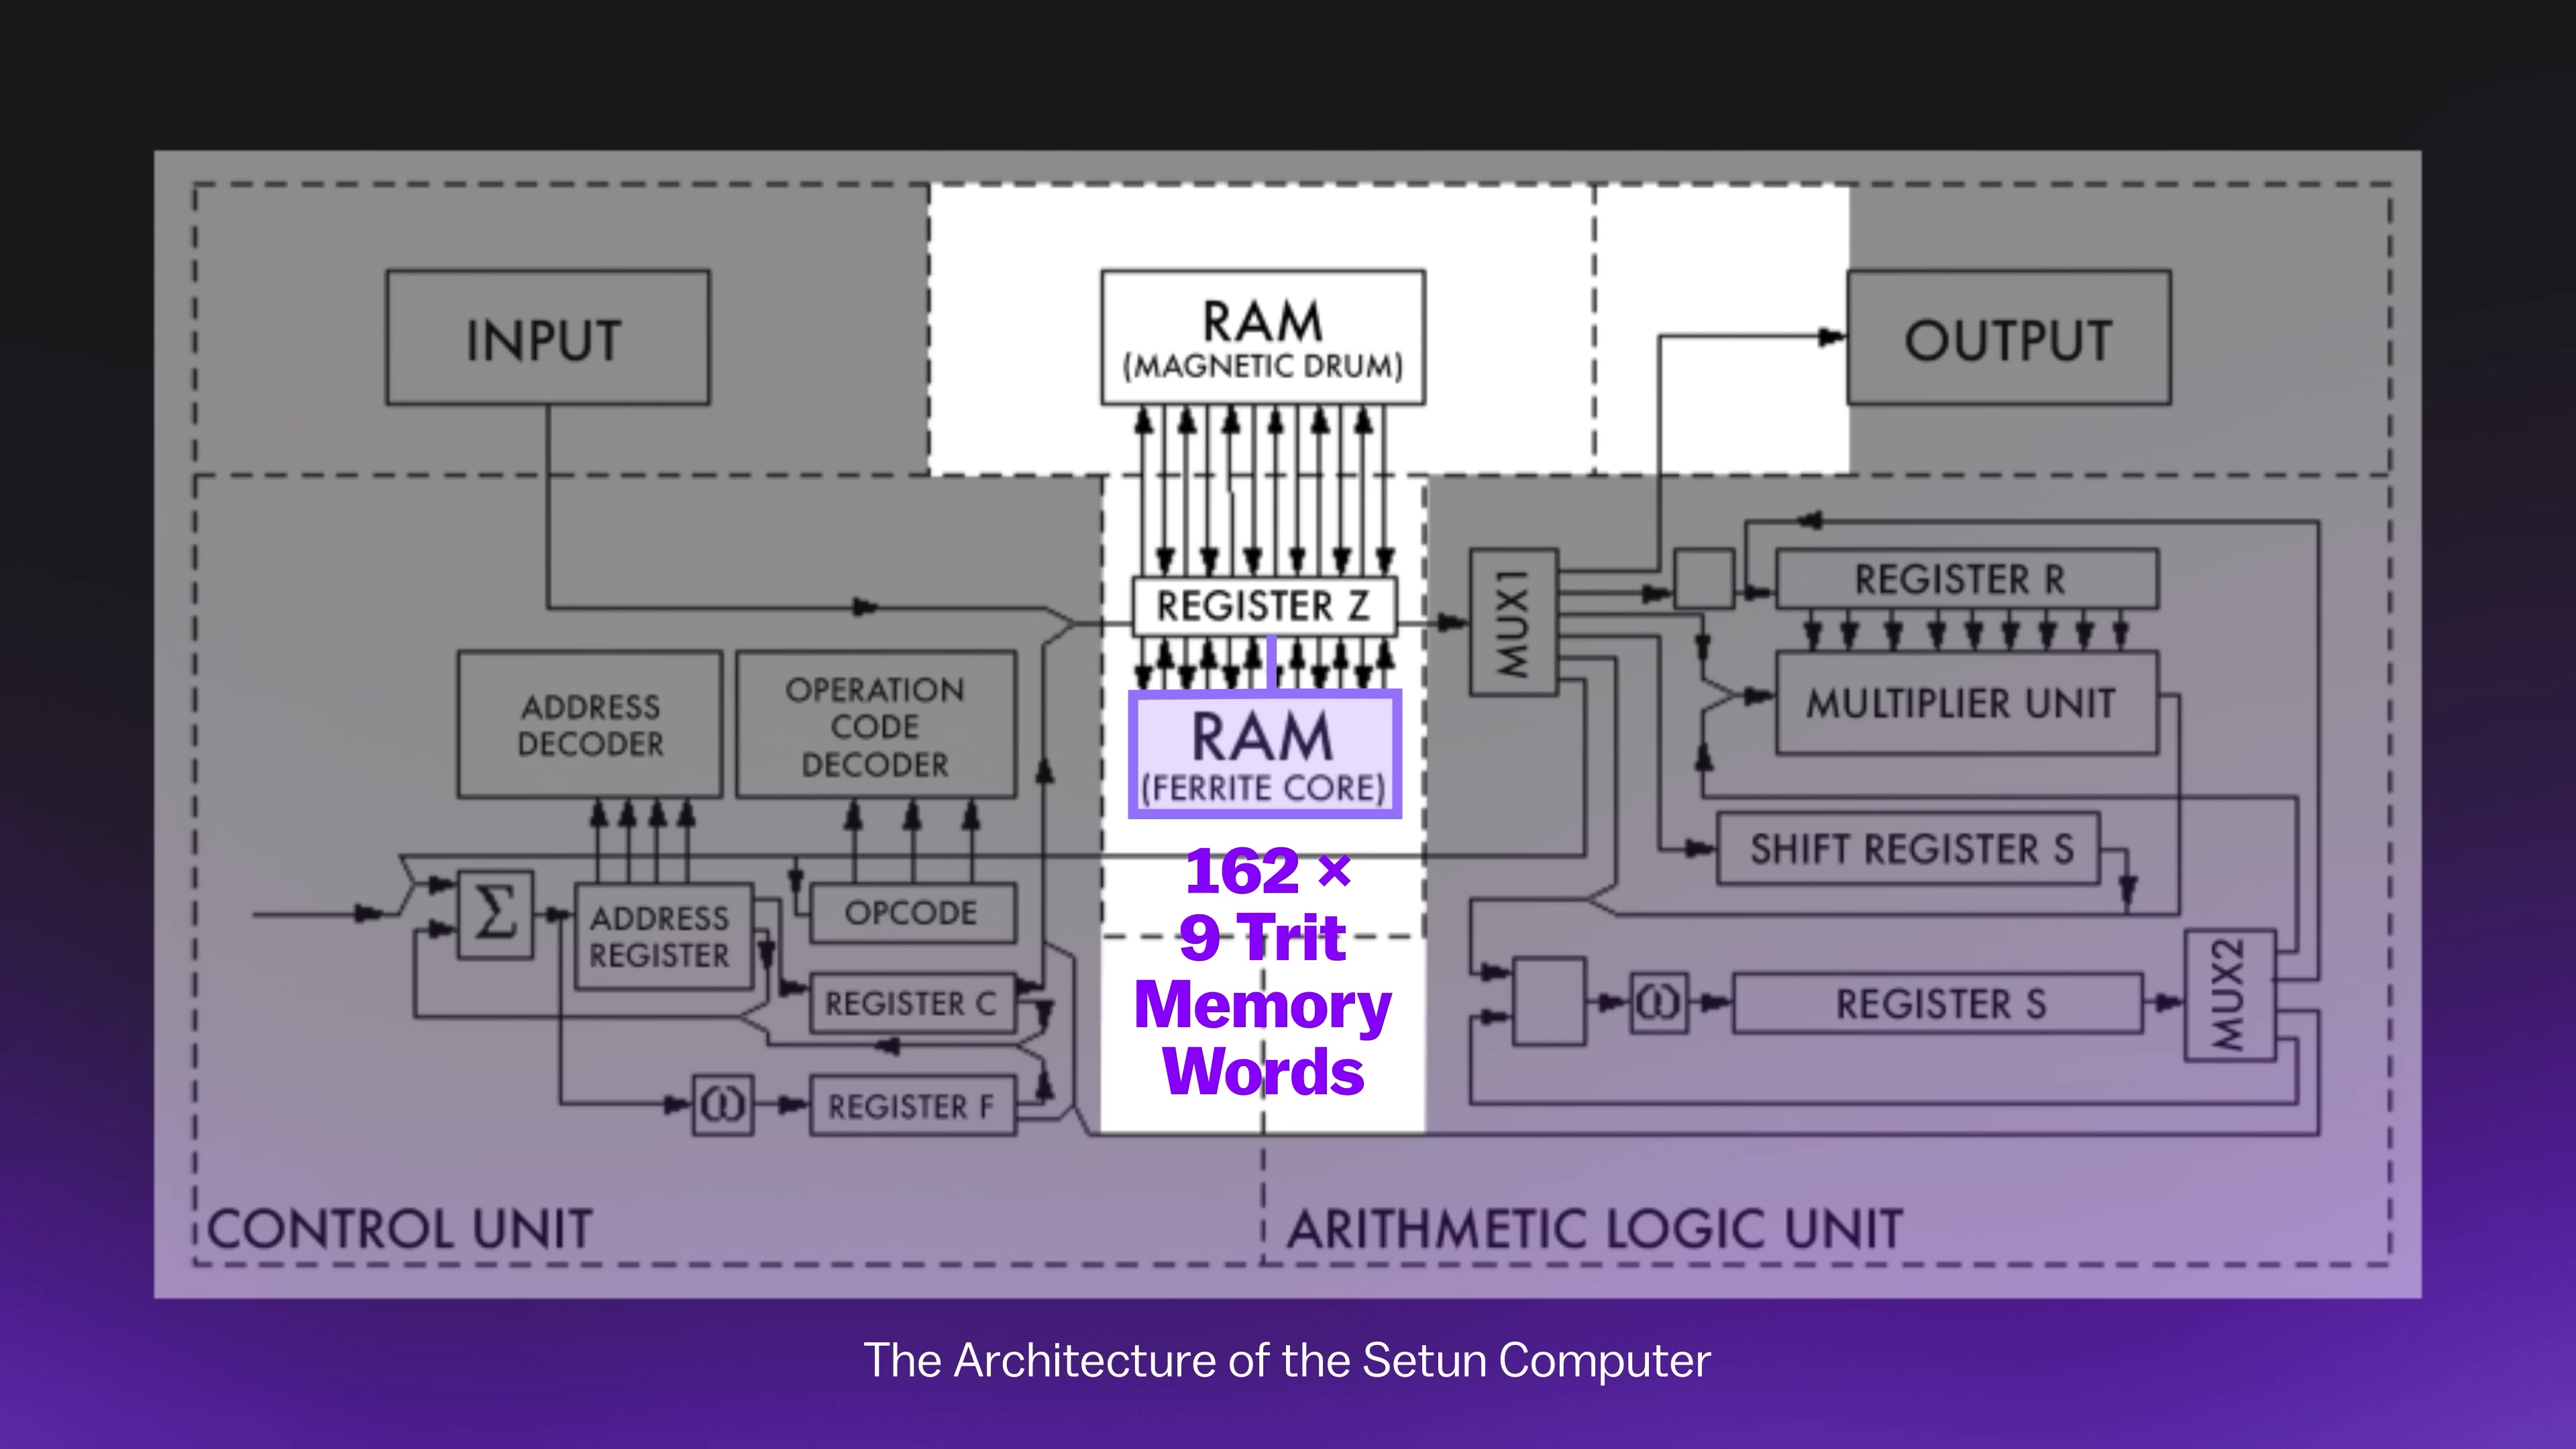 INPUT
RAM
(MAGNETIC DRUM)
OUTPUT
REGISTER Z
MUX1
REGISTER R
ADDRESS
DECODER
OPERATION
CODE
DECODER
RAM
(FERRITE CORE)
MULTIPLIER UNIT
SHIFT REGISTER S
Σ
ADDRESS
REGISTER
OPCODE
162 ×
9 Trit
Memory
Words
REGISTER C
ω
REGISTER S
MUX2
ω
REGISTER F
CONTROL UNIT
ARITHMETIC LOGIC UNIT
The Architecture of the Setun Computer